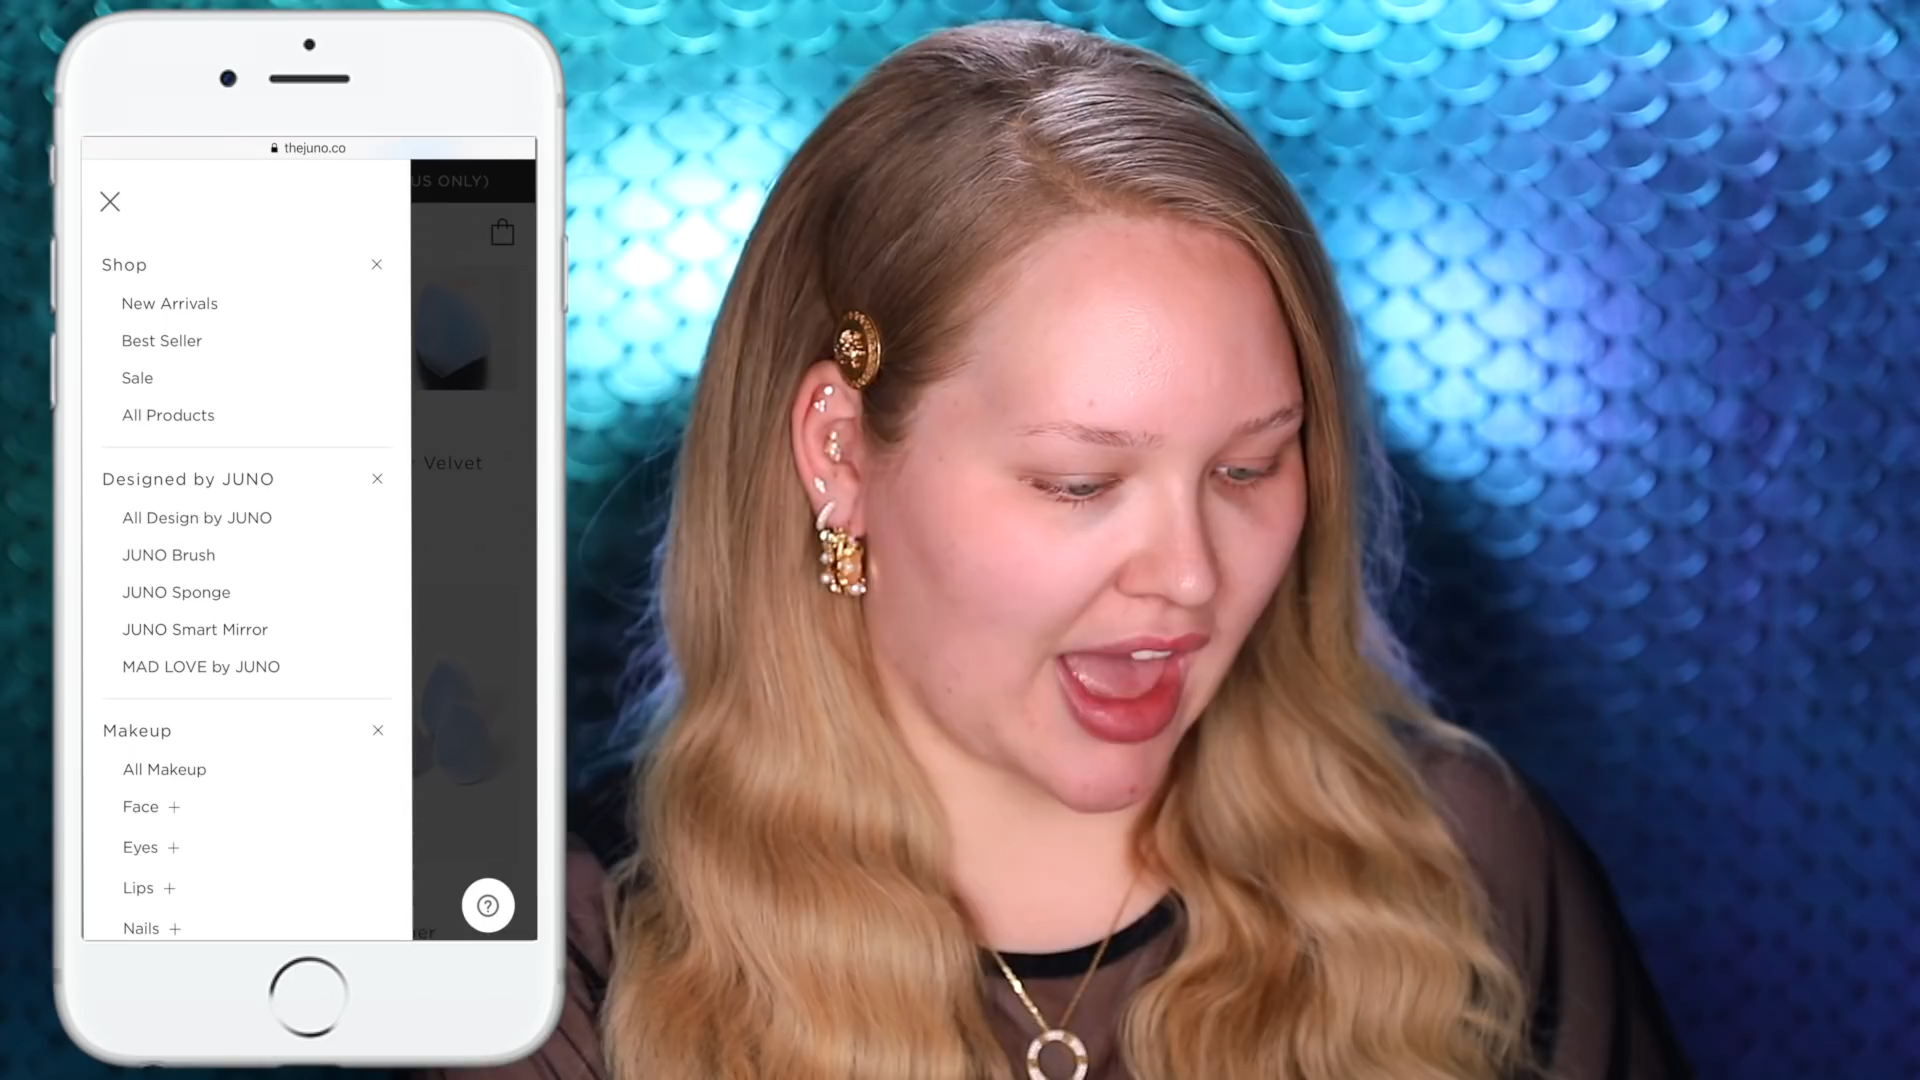 thejuno.co
US ONLY)
Shop
New Arrivals
Best Seller
Sale
All Products
Velvet
Designed by JUNO
All Design by JUNO
JUNO Brush
JUNO Sponge
JUNO Smart Mirror
MAD LOVE by JUNO
Makeup
All Makeup
Face +
Eyes +
Lips +
Nails +
er
?